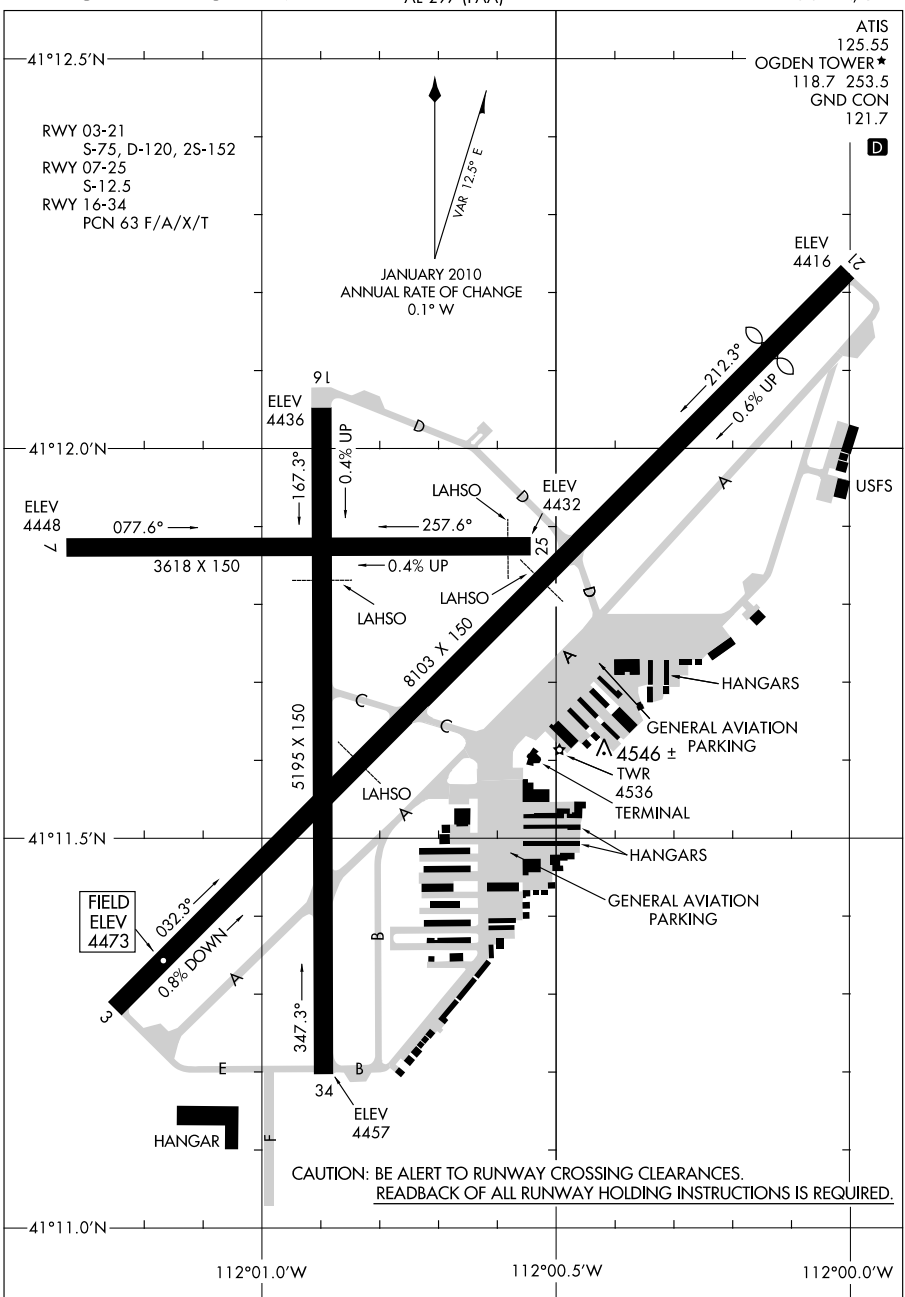 AL-297 (FAA)
ATIS
125.55
OGDEN TOWER★
118.7 253.5
GND CON
121.7
D
41°12.5'N
RWY 03-21
S-75, D-120, 2S-152
RWY 07-25
S-12.5
RWY 16-34
PCN 63 F/A/X/T
VAR 12.5° E
JANUARY 2010
ANNUAL RATE OF CHANGE
0.1° W
ELEV
4416
21
212.3°
0.6% UP
16
ELEV
4436
D
41°12.0'N
167.3°
0.4% UP
A
USFS
LAHSO
ELEV
4432
D
ELEV
4448
077.6°
257.6°
7
25
3618 X 150
0.4% UP
LAHSO
LAHSO
D
8103 X 150
A
HANGARS
C
C
GENERAL AVIATION
PARKING
4546 ±
TWR
4536
TERMINAL
5195 X 150
LAHSO
A
41°11.5'N
HANGARS
GENERAL AVIATION
PARKING
FIELD
ELEV
4473
032.3°
0.8% DOWN
A
B
3
347.3°
E
B
34
ELEV
4457
HANGAR
F
CAUTION: BE ALERT TO RUNWAY CROSSING CLEARANCES.
READBACK OF ALL RUNWAY HOLDING INSTRUCTIONS IS REQUIRED.
41°11.0'N
112°01.0'W
112°00.5'W
112°00.0'W